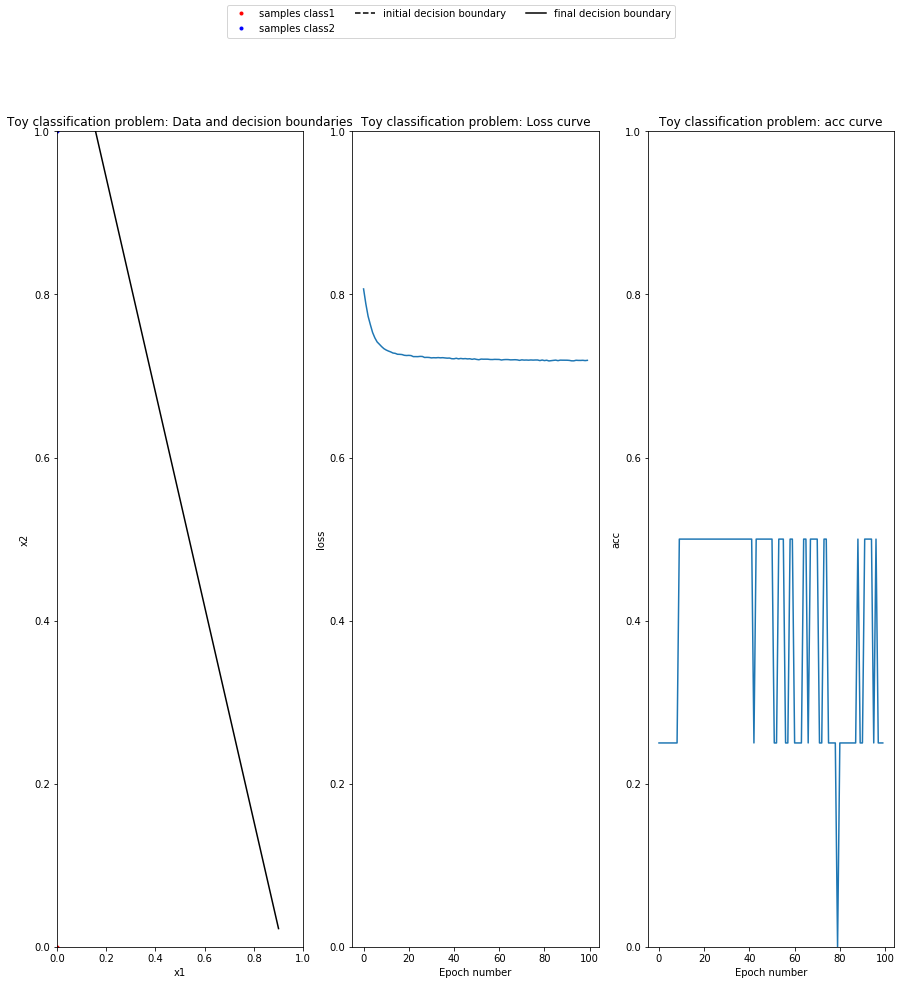 samples class1
samples class2
initial decision boundary
final decision boundary
Toy classification problem: Data and decision boundaries
1.0
0.8
0.6
0.4
0.2
0.0
x2
0.0 0.2 0.4 0.6 0.8 1.0
x1
Toy classification problem: Loss curve
1.0
0.8
0.6
0.4
0.2
0.0
loss
0 20 40 60 80 100
Epoch number
Toy classification problem: acc curve
1.0
0.8
0.6
0.4
0.2
0.0
acc
0 20 40 60 80 100
Epoch number